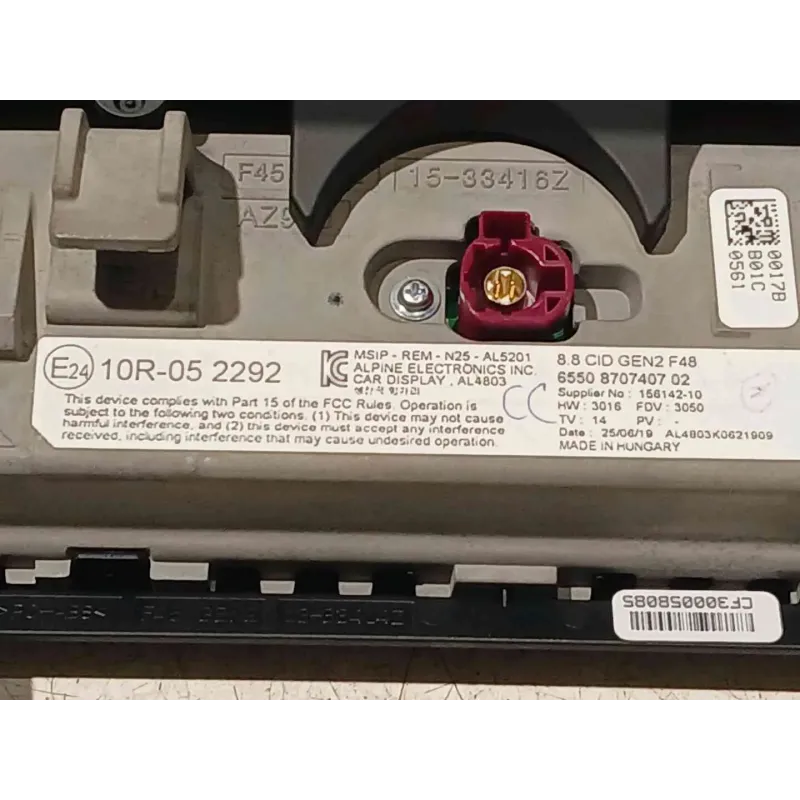 F45
15-33416Z
0017B
B01C
0561
E24 10R-05 2292
MSIP - REM - N25 - AL5201
ALPINE ELECTRONICS INC.
CAR DISPLAY , AL4803
This device complies with Part 15 of the FCC Rules. Operation is
subject to the following two conditions. (1) This device may not cause
harmful interference, and (2) this device must accept any interference
received, including interference that may cause undesired operation.
CC
8.8 CID GEN2 F48
6550 8707407 02
Supplier No : 156142-10
HW : 3016 FDV : 3050
TV : 14 PV : -
Date : 25/06/19 AL4803K0621909
MADE IN HUNGARY
CF3000058085